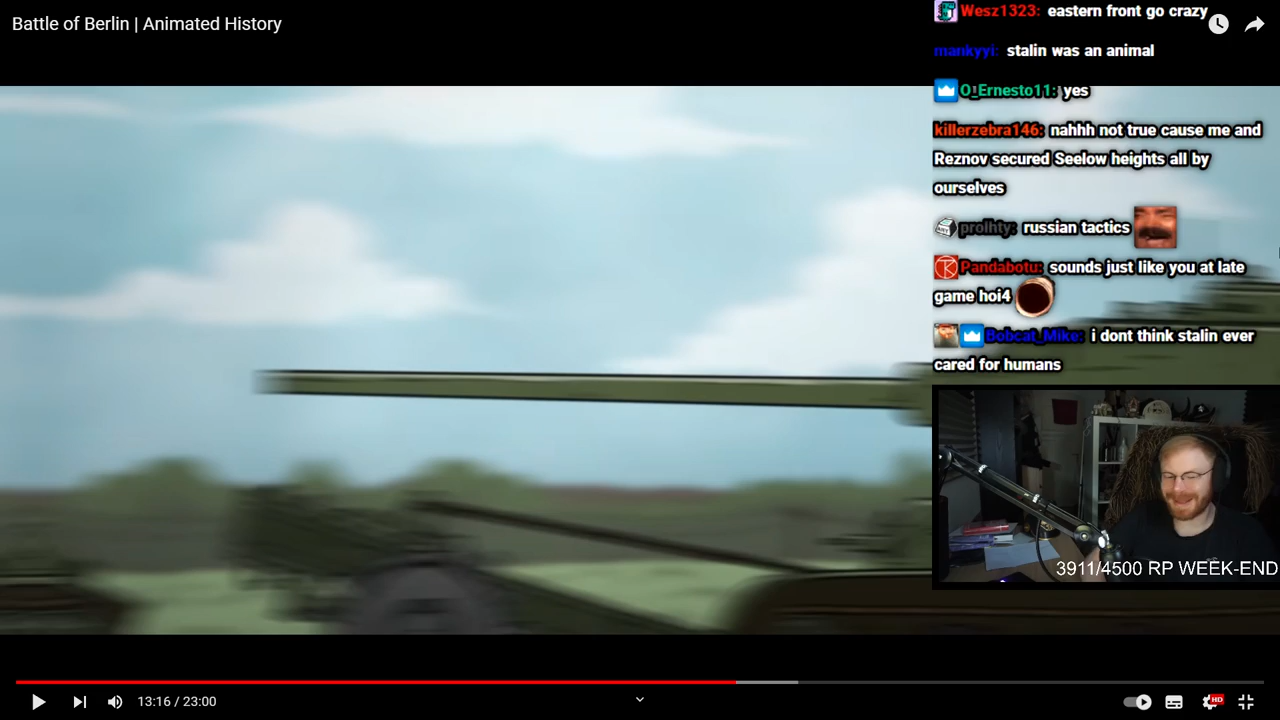 Battle of Berlin | Animated History
Wesz1323: eastern front go crazy
mankyyi: stalin was an animal
O_Ernesto11: yes
killerzebra146: nahhh not true cause me and
Reznov secured Seelow heights all by
ourselves
prolhty: russian tactics
Pandabotu: sounds just like you at late
game hoi4
Bobcat_Mike: i dont think stalin ever
cared for humans
3911/4500 RP WEEK-END
13:16 / 23:00
HD